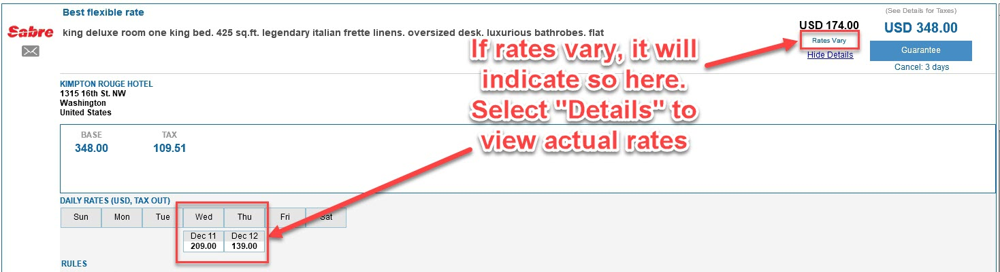 Best flexible rate
(See Details for Taxes)
Sabre
king deluxe room one king bed. 425 sq.ft. legendary italian frette linens. oversized desk. luxurious bathrobes. flat
USD 174.00
USD 348.00
Rates Vary
Hide Details
Guarantee
Cancel: 3 days
If rates vary, it will
indicate so here.
Select "Details" to
view actual rates
KIMPTON ROUGE HOTEL
1315 16th St. NW
Washington
United States
BASE TAX
348.00 109.51
DAILY RATES (USD, TAX OUT)
Sun Mon Tue Wed Thu Fri Sat
Dec 11 Dec 12
209.00 139.00
RULES